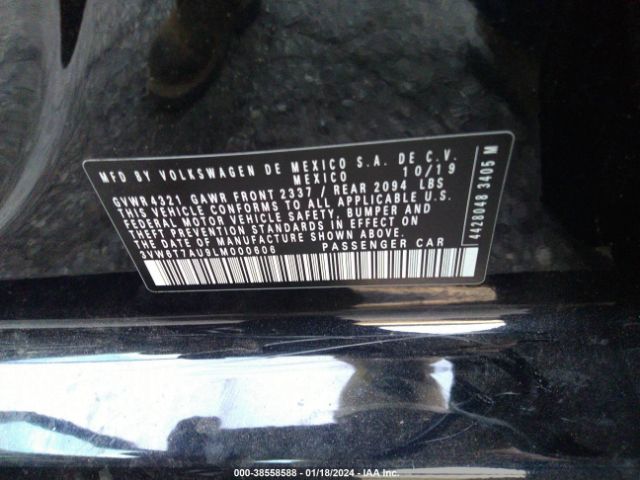 MFD BY VOLKSWAGEN DE MEXICO S.A. DE C.V.
MEXICO 10/19
GVWR 4321 GAWR FRONT 2337 / REAR 2094 LBS
THIS VEHICLE CONFORMS TO ALL APPLICABLE U.S.
FEDERAL MOTOR VEHICLE SAFETY, BUMPER AND
THEFT PREVENTION STANDARDS IN EFFECT ON
THE DATE OF MANUFACTURE SHOWN ABOVE.
3VW6T7AU9LM000606 PASSENGER CAR
4428048 3405 M
000-38558588 - 01/18/2024 - IAA Inc.